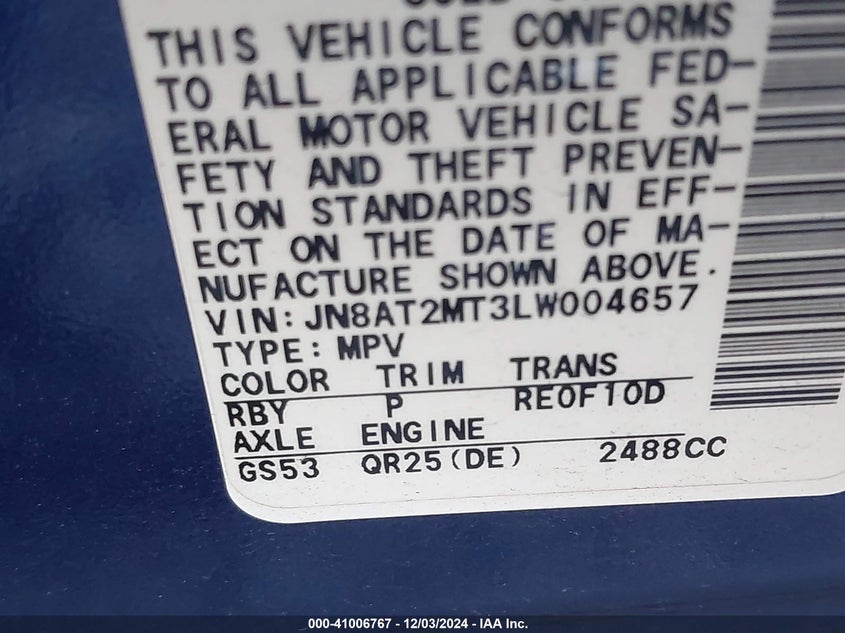 THIS VEHICLE CONFORMS
TO ALL APPLICABLE FED-
ERAL MOTOR VEHICLE SA-
FETY AND THEFT PREVEN-
TION STANDARDS IN EFF-
ECT ON THE DATE OF MA-
NUFACTURE SHOWN ABOVE.
VIN:JN8AT2MT3LW004657
TYPE:MPV
COLOR TRIM TRANS
RBY P RE0F10D
AXLE ENGINE
GS53 QR25(DE) 2488CC
000-41006767 - 12/03/2024 - IAA Inc.